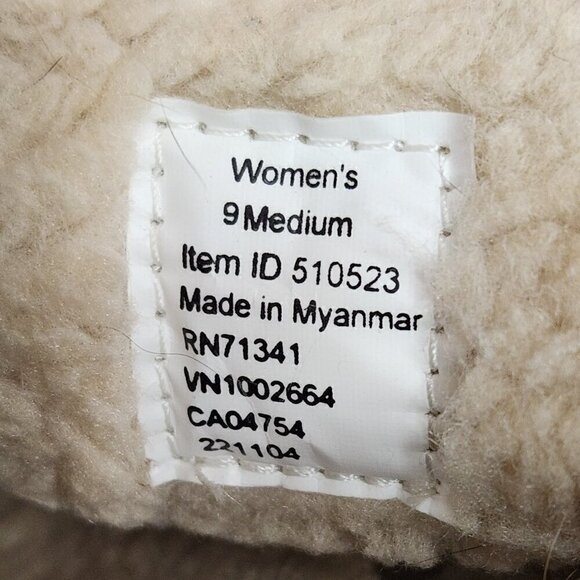 Women's
9 Medium
Item ID 510523
Made in Myanmar
RN71341
VN1002664
CA04754
221104